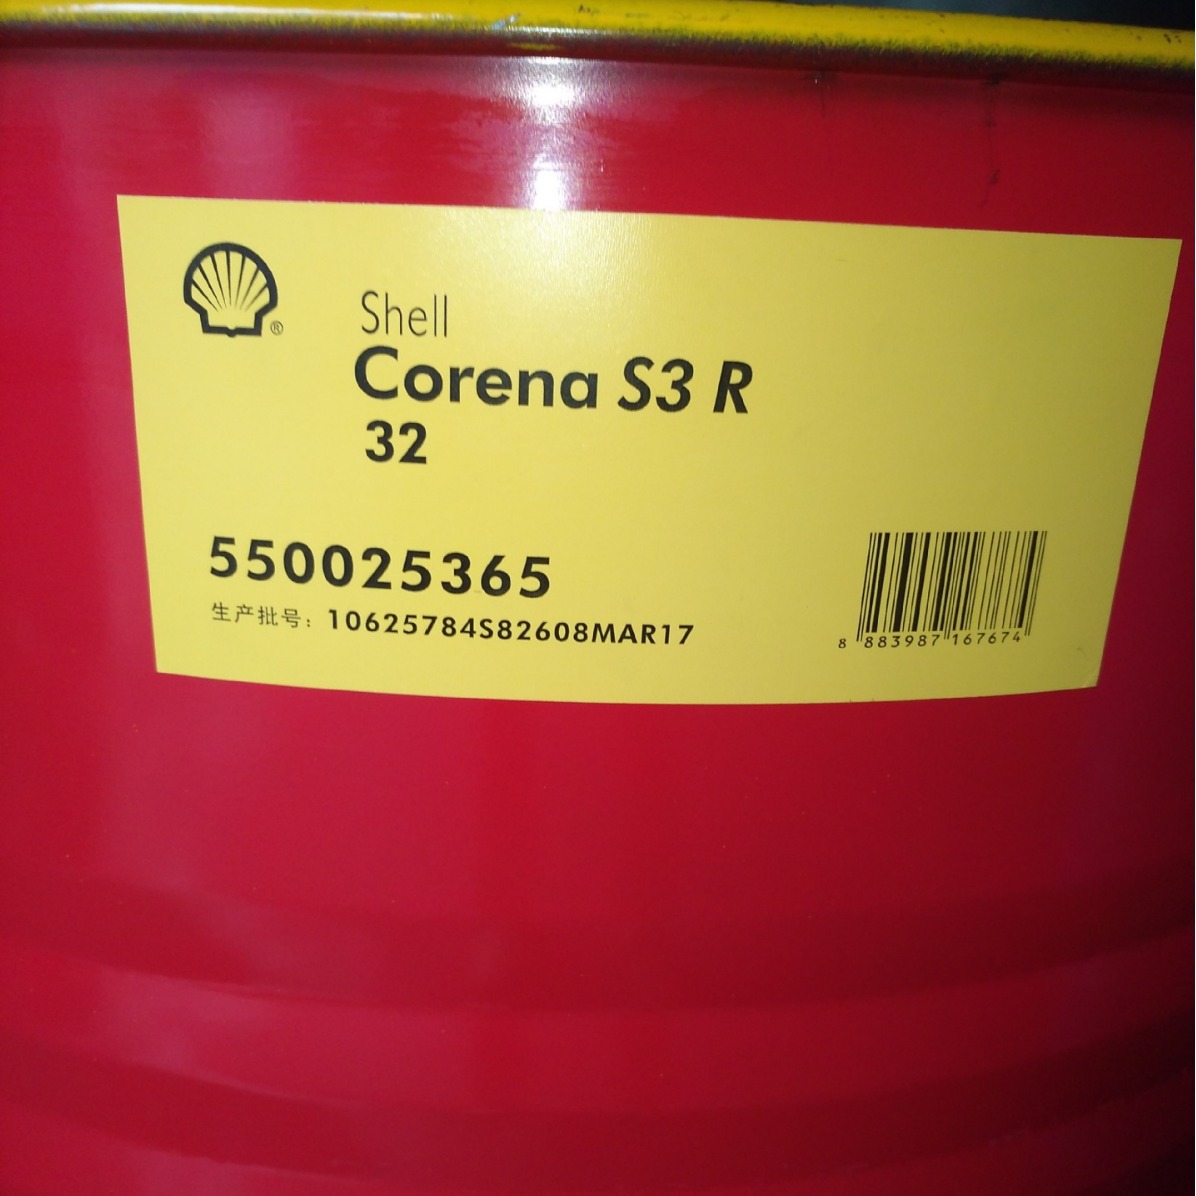 Shell
Corena S3 R
32
550025365
生产批号: 10625784S82608MAR17
8 883987 167674
®